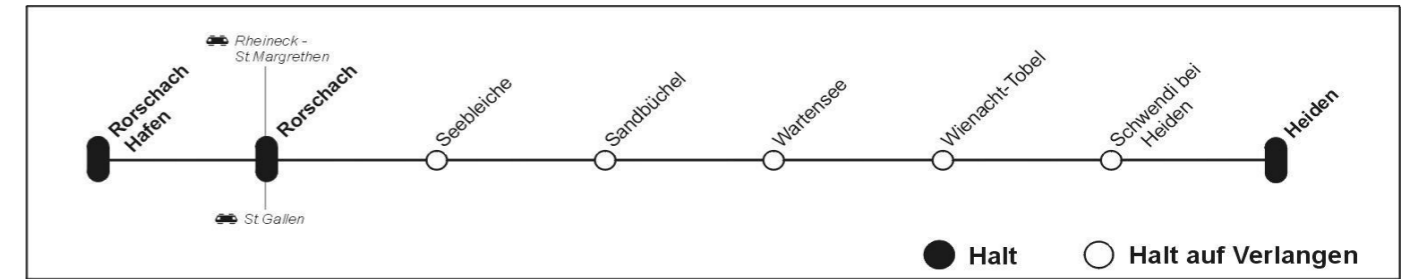 Rheineck -
St.Margrethen
Rorschach
Hafen
Rorschach
Seebleiche
Sandbüchel
Wartensee
Wienacht-Tobel
Schwendi bei
Heiden
Heiden
St.Gallen
Halt
Halt auf Verlangen